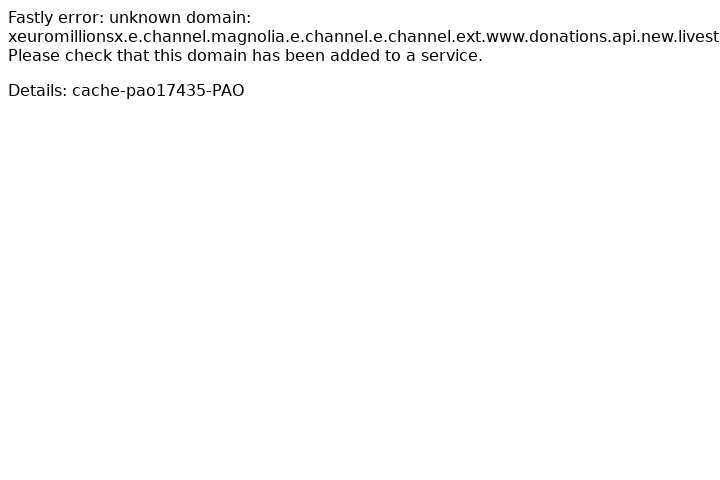 Fastly error: unknown domain:
xeuromillionsx.e.channel.magnolia.e.channel.e.channel.ext.www.donations.api.new.livest
Please check that this domain has been added to a service.
Details: cache-pao17435-PAO